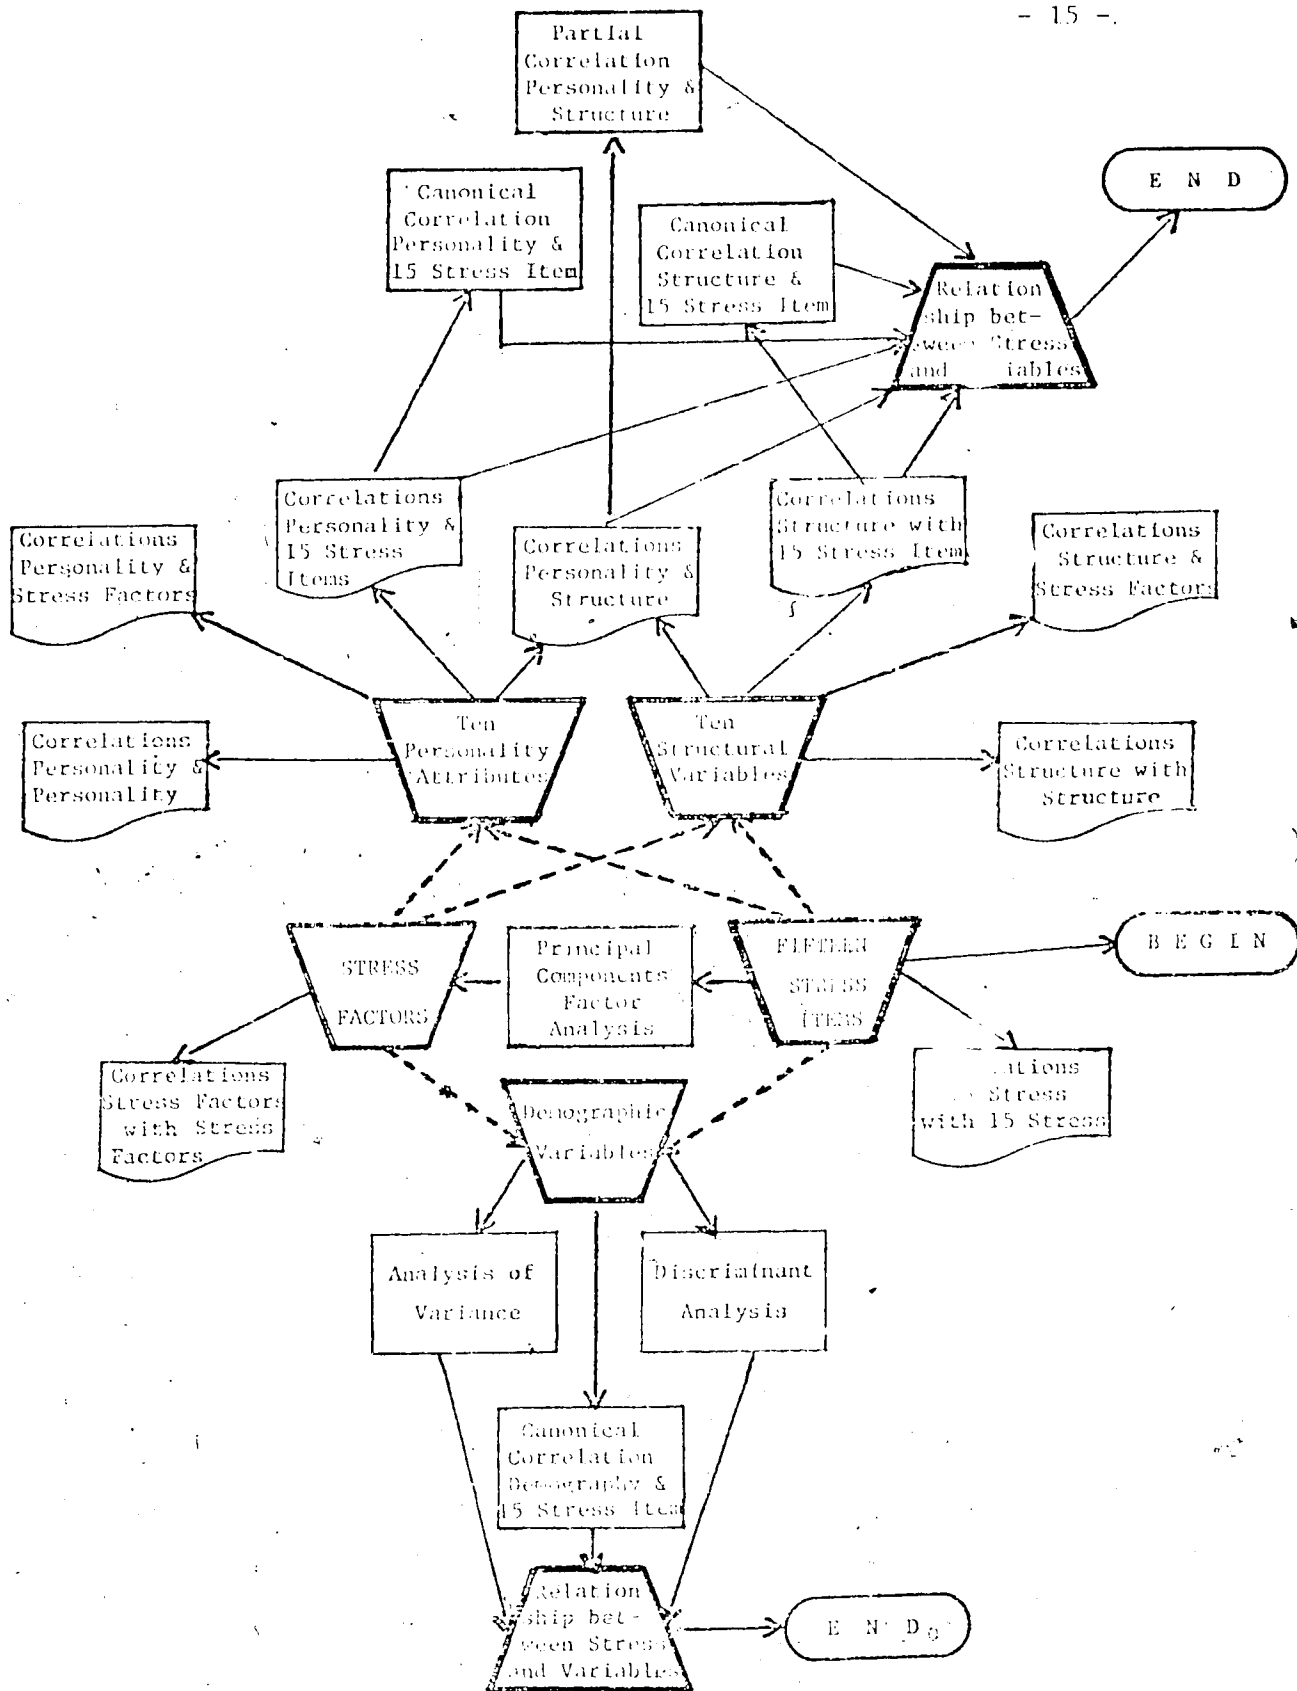 - 15 -
Partial
Correlation
Personality &
Structure
Canonical
Correlation
Personality &
15 Stress Item
Canonical
Correlation
Structure &
15 Stress Item
E N D
Relation
ship bet-
ween Stress
and iables
Correlations
Personality &
15 Stress
Items
Correlations
Structure with
15 Stress Item
Correlations
Personality &
Stress Factors
Correlations
Personality &
Structure
Correlations
Structure &
Stress Factors
Ten
Personality
Attributes
Ten
Structural
Variables
Correlations
Personality &
Personality
Correlations
Structure with
Structure
STRESS
FACTORS
Principal
Components
Factor
Analysis
FIFTEEN
STRESS
ITEMS
B E G I N
Correlations
Stress Factors
with Stress
Factors
Demographic
Variables
lations
Stress
with 15 Stress
Analysis of
Variance
Discriminant
Analysis
Canonical
Correlation
Demography &
15 Stress Item
Relation
ship bet-
ween Stress
and Variables
E N D